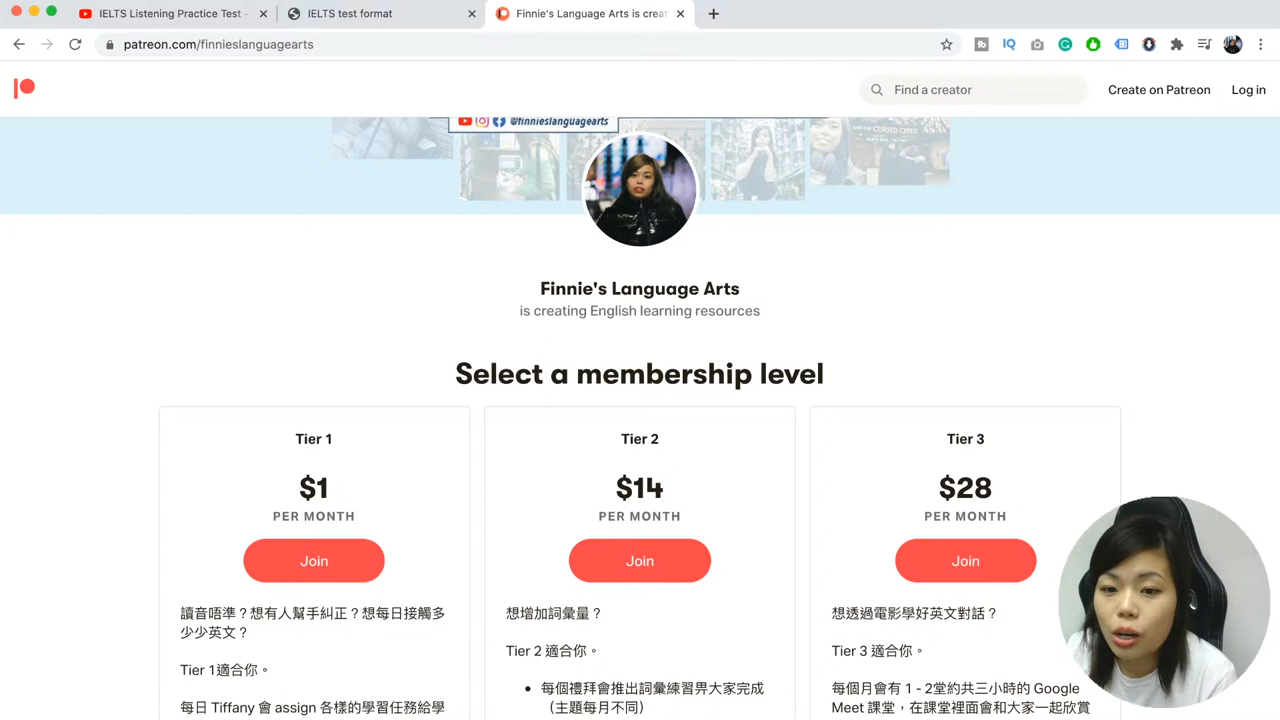 IELTS Listening Practice Test -
IELTS test format
Finnie's Language Arts is creat
patreon.com/finnieslanguagearts
Find a creator
Create on Patreon
Log in
@finnieslanguagearts
AND THE CURSED CHILD
Finnie's Language Arts
is creating English learning resources
Select a membership level
Tier 1
$1
PER MONTH
Join
讀音唔準？想有人幫手糾正？想每日接觸多
少少英文？
Tier 1適合你。
每日 Tiffany 會 assign 各樣的學習任務給學
Tier 2
$14
PER MONTH
Join
想增加詞彙量？
Tier 2 適合你。
• 每個禮拜會推出詞彙練習畀大家完成
（主題每月不同）
Tier 3
$28
PER MONTH
Join
想透過電影學好英文對話？
Tier 3 適合你。
每個月會有 1 - 2堂約共三小時的 Google
Meet 課堂，在課堂裡面會和大家一起欣賞